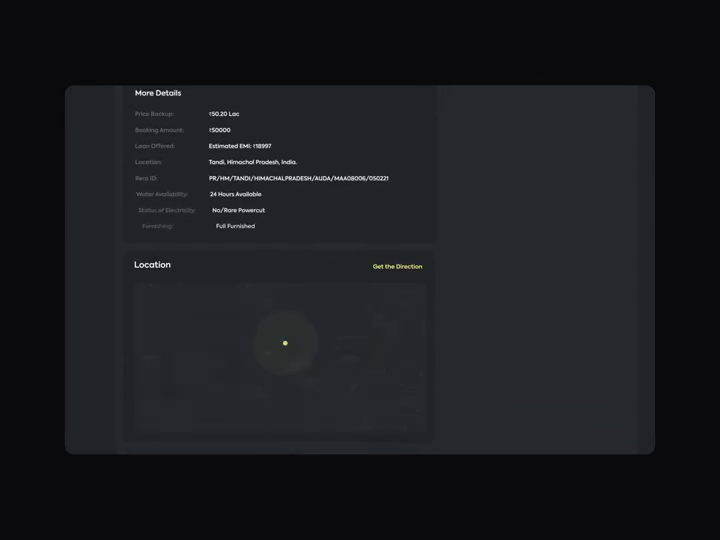 More Details
Price Backup: ₹50.20 Lac
Booking Amount: ₹50000
Loan Offered: Estimated EMI: ₹18997
Location: Tandi, Himachal Pradesh, India.
Rera ID: PR/HM/TANDI/HIMACHALPRADESH/AUDA/MAA08006/050221
Water Availability: 24 Hours Available
Status of Electricity: No/Rare Powercut
Furnishing: Full Furnished
Location
Get the Direction